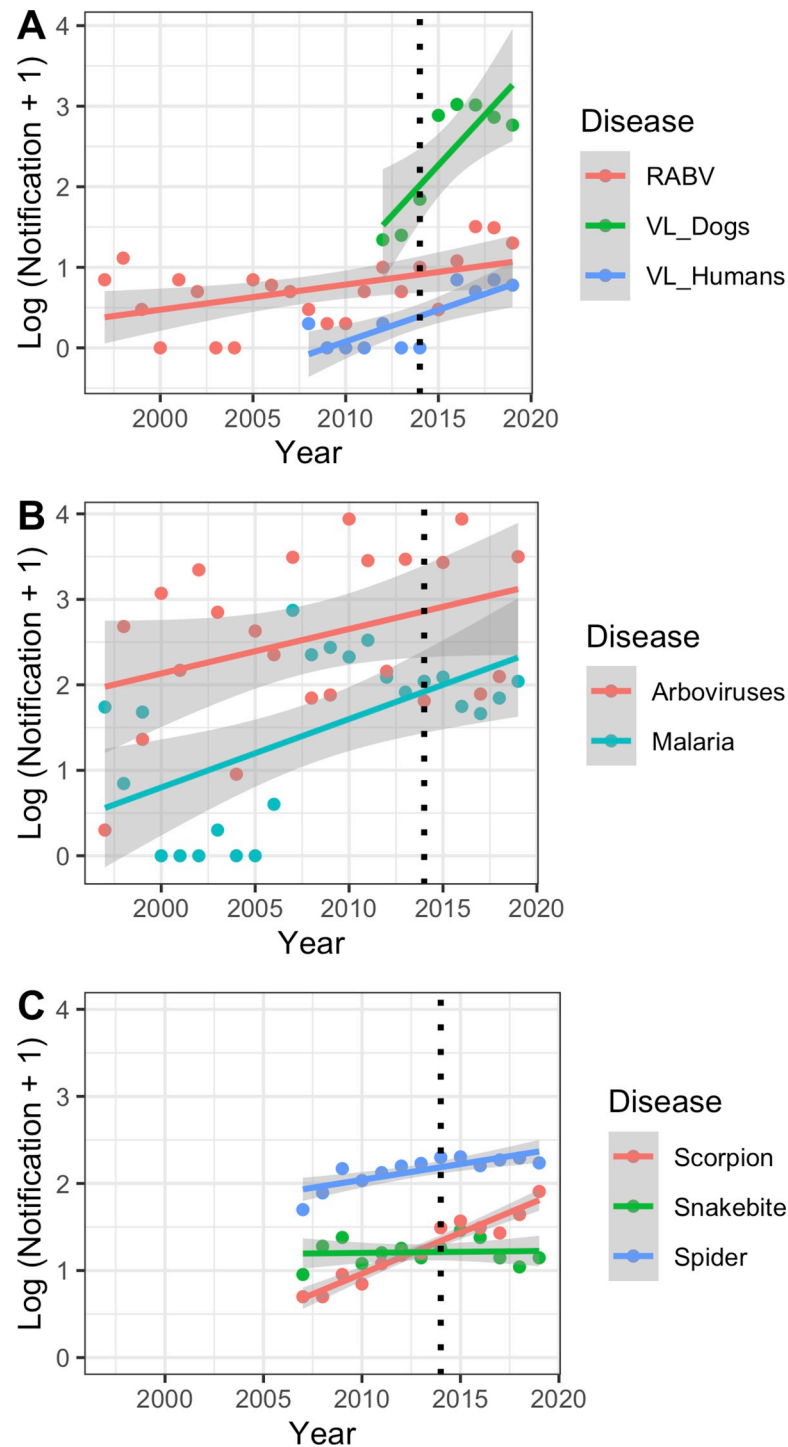 A
Log (Notification + 1)
4
3
2
1
0
2000 2005 2010 2015 2020
Year
Disease
RABV
VL_Dogs
VL_Humans
B
Log (Notification + 1)
4
3
2
1
0
2000 2005 2010 2015 2020
Year
Disease
Arboviruses
Malaria
C
Log (Notification + 1)
4
3
2
1
0
2000 2005 2010 2015 2020
Year
Disease
Scorpion
Snakebite
Spider